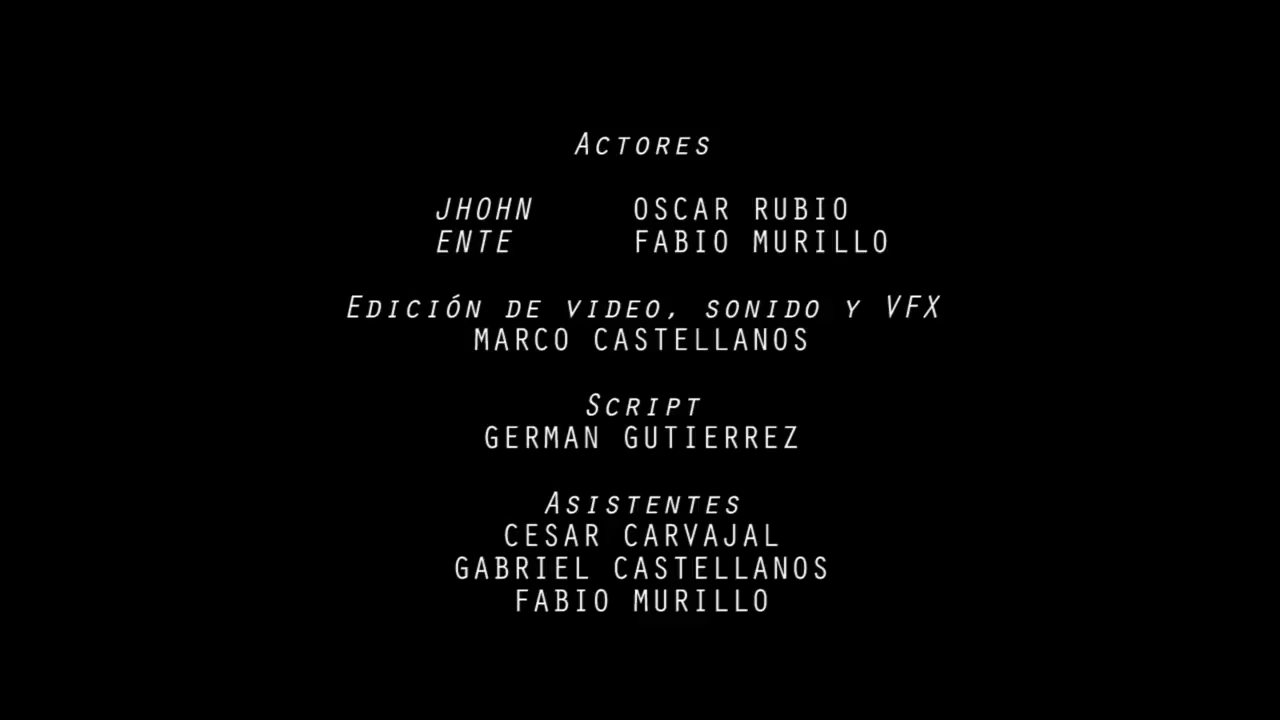 ACTORES
JHOHN OSCAR RUBIO
ENTE FABIO MURILLO
EDICIÓN DE VIDEO, SONIDO Y VFX
MARCO CASTELLANOS
SCRIPT
GERMAN GUTIERREZ
ASISTENTES
CESAR CARVAJAL
GABRIEL CASTELLANOS
FABIO MURILLO